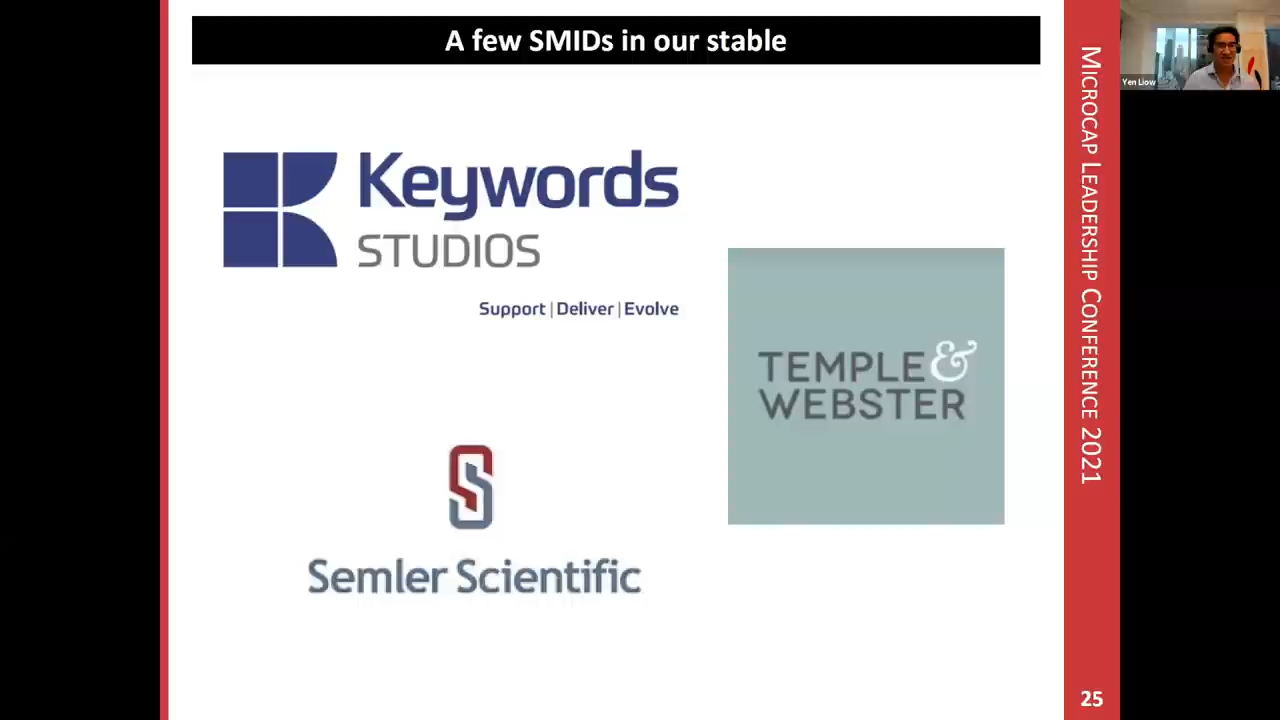 A few SMIDs in our stable
Keywords
STUDIOS
Support|Deliver|Evolve
TEMPLE &
WEBSTER
Semler Scientific
MICROCAP LEADERSHIP CONFERENCE 2021
25
Yen Liow